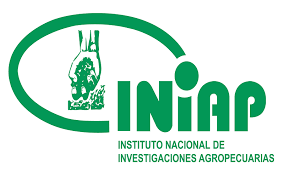 INiAP
INSTITUTO NACIONAL DE
INVESTIGACIONES AGROPECUARIAS